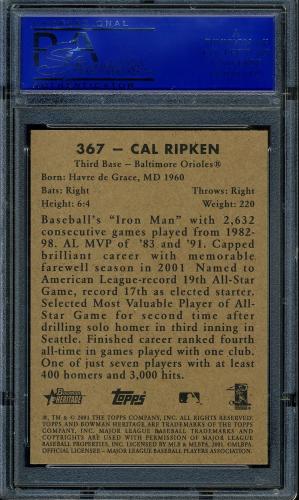 367 – CAL RIPKEN
Third Base – Baltimore Orioles®
Born: Havre de Grace, MD 1960
Bats: Right Throws: Right
Height: 6:4 Weight: 220
Baseball's "Iron Man" with 2,632
consecutive games played from 1982-
98. AL MVP of '83 and '91. Capped
brilliant career with memorable
farewell season in 2001 Named to
American League-record 19th All-Star
Game, record 17th as elected starter.
Selected Most Valuable Player of All-
Star Game for second time after
drilling solo homer in third inning in
Seattle. Finished career ranked fourth
all-time in games played with one club.
One of just seven players with at least
400 homers and 3,000 hits.
Bowman HERITAGE Topps
®, TM & © 2001 THE TOPPS COMPANY, INC. ALL RIGHTS RESERVED.
TOPPS AND BOWMAN HERITAGE ARE TRADEMARKS OF THE TOPPS
COMPANY, INC. MAJOR LEAGUE BASEBALL TRADEMARKS AND
COPYRIGHTS ARE USED WITH PERMISSION OF MAJOR LEAGUE
BASEBALL PROPERTIES, INC. LICENSED BY MLB & MLBPA, 2001. ©MLBPA.
OFFICIAL LICENSEE – MAJOR LEAGUE BASEBALL PLAYERS ASSOCIATION.